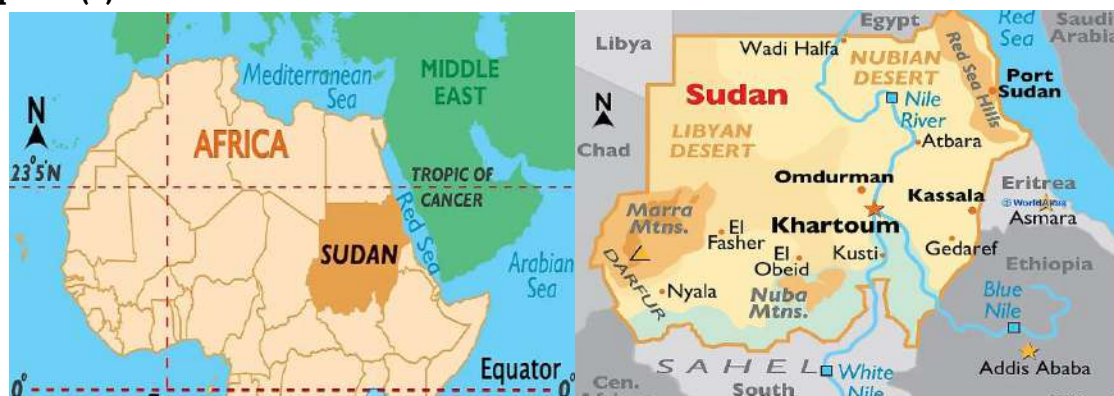 Mediterranean
Sea
MIDDLE
EAST
N
AFRICA
23°5'N
TROPIC OF
CANCER
Red Sea
SUDAN
Arabian
Sea
Equator
0°
0°
Egypt
Red
Sea
Saudi
Arabia
Libya
Wadi Halfa
NUBIAN
DESERT
Red Sea Hills
Port
Sudan
Sudan
N
Nile
River
LIBYAN
DESERT
Atbara
Chad
Omdurman
Kassala
Eritrea
WorldAtlas
Asmara
Marra
Mtns.
Khartoum
El
Fasher
El
Obeid
Kusti
Gedaref
Ethiopia
DARFUR
Nyala
Nuba
Mtns.
Blue
Nile
SAHEL
Addis Ababa
White
Nile
Cen.
South